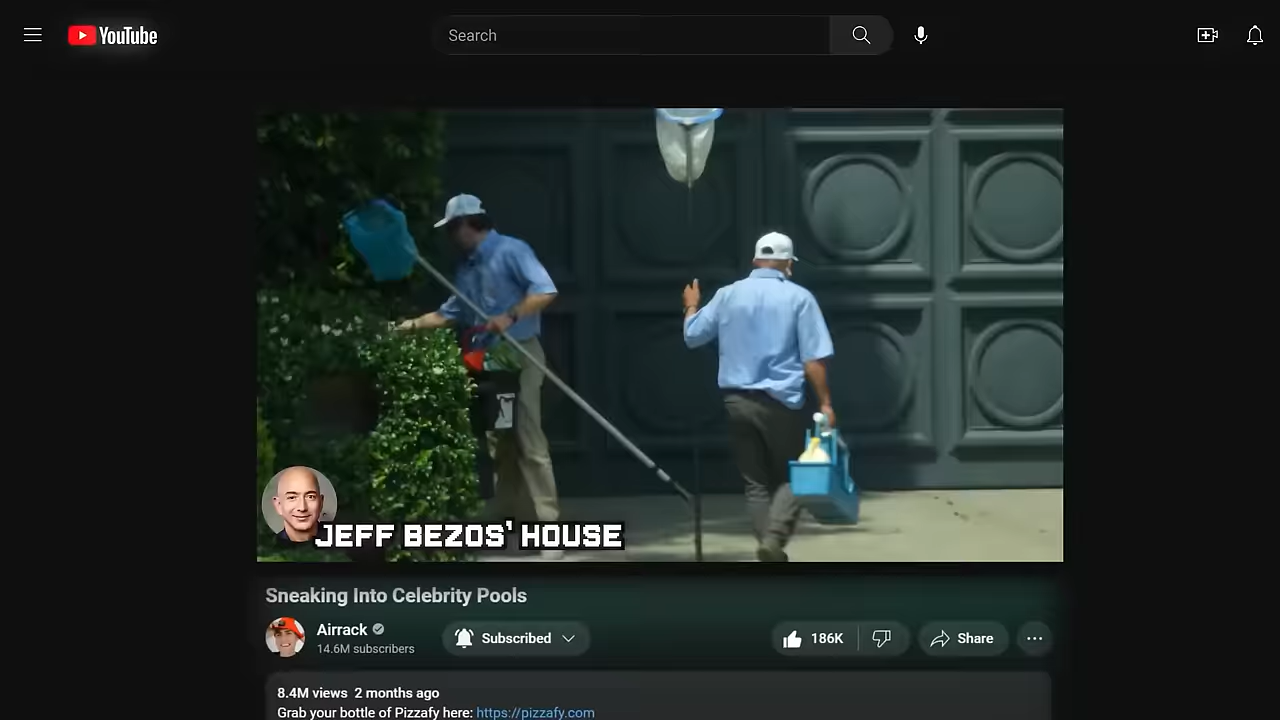 YouTube
Search
JEFF BEZOS' HOUSE
Sneaking Into Celebrity Pools
Airrack
14.6M subscribers
Subscribed
186K
Share
8.4M views 2 months ago
Grab your bottle of Pizzafy here: https://pizzafy.com